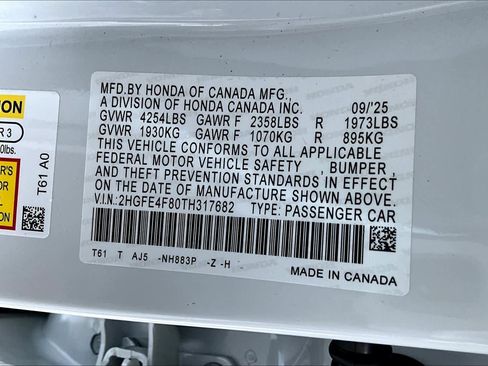 MFD.BY HONDA OF CANADA MFG.,
A DIVISION OF HONDA CANADA INC. 09/'25
GVWR 4254LBS GAWR F 2358LBS R 1973LBS
GVWR 1930KG GAWR F 1070KG R 895KG
THIS VEHICLE CONFORMS TO ALL APPLICABLE
FEDERAL MOTOR VEHICLE SAFETY , BUMPER,
AND THEFT PREVENTION STANDARDS IN EFFECT
ON THE DATE OF MANUFACTURE SHOWN ABOVE.
V.I.N.:2HGFE4F80TH317682 TYPE: PASSENGER CAR
T61 T AJ5 -NH883P -Z -H
MADE IN CANADA
T61 A0
R 3